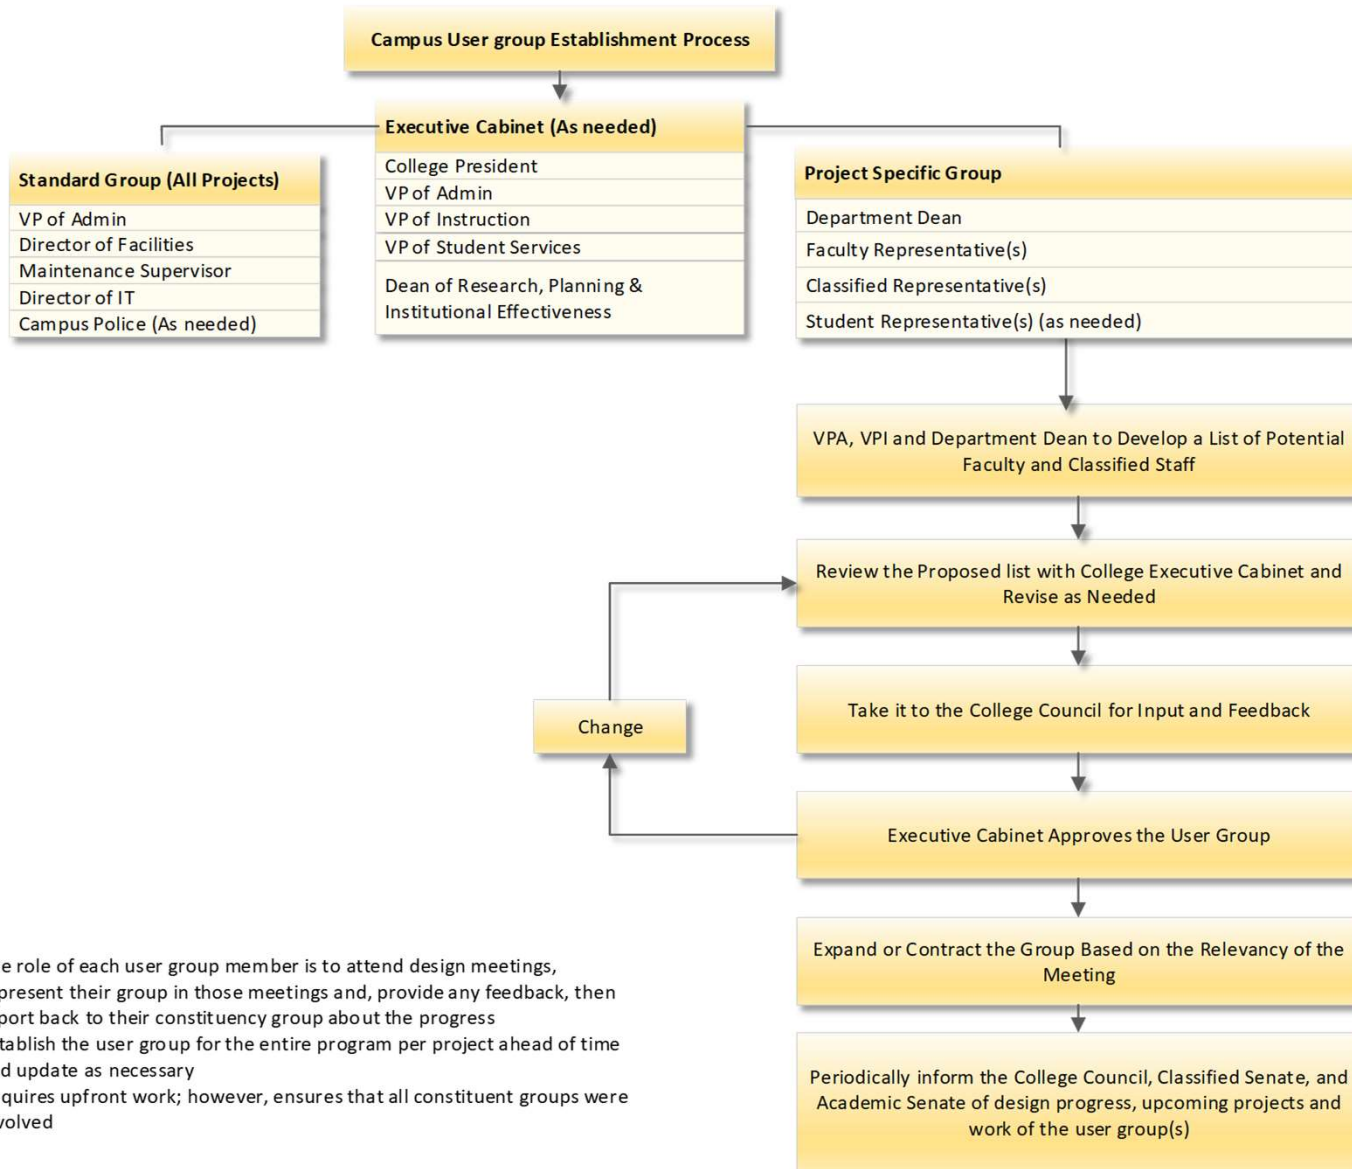 Campus User group Establishment Process
Executive Cabinet (As needed)
College President
VP of Admin
VP of Instruction
VP of Student Services
Dean of Research, Planning &
Institutional Effectiveness
Standard Group (All Projects)
VP of Admin
Director of Facilities
Maintenance Supervisor
Director of IT
Campus Police (As needed)
Project Specific Group
Department Dean
Faculty Representative(s)
Classified Representative(s)
Student Representative(s) (as needed)
VPA, VPI and Department Dean to Develop a List of Potential
Faculty and Classified Staff
Review the Proposed list with College Executive Cabinet and
Revise as Needed
Take it to the College Council for Input and Feedback
Change
Executive Cabinet Approves the User Group
Expand or Contract the Group Based on the Relevancy of the
Meeting
Periodically inform the College Council, Classified Senate, and
Academic Senate of design progress, upcoming projects and
work of the user group(s)
role of each user group member is to attend design meetings,
their group in those meetings and, provide any feedback, then
back to their constituency group about the progress
the user group for the entire program per project ahead of time
update as necessary
upfront work; however, ensures that all constituent groups were